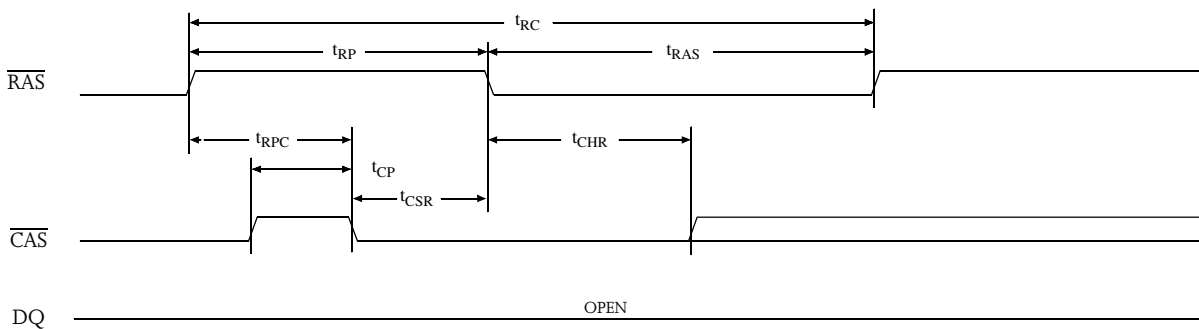 tRC
tRP
tRAS
RAS
tRPC
tCHR
tCP
tCSR
CAS
OPEN
DQ